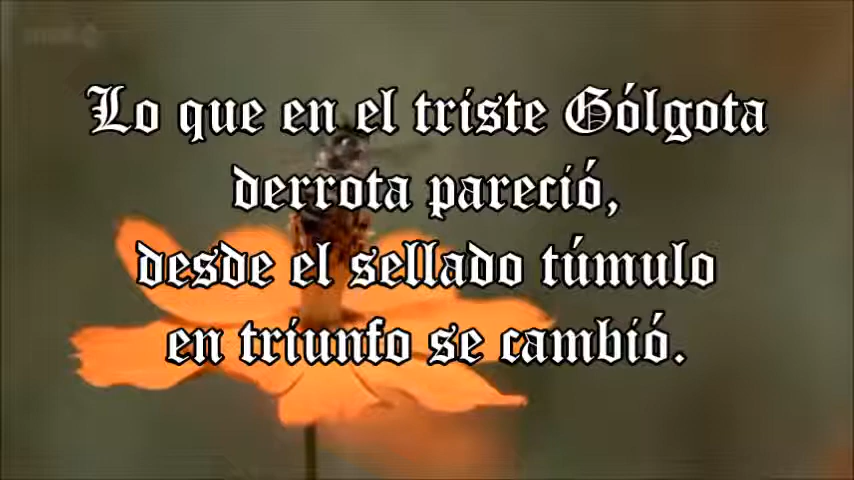 Lo que en el triste Gólgota
derrota pareció,
desde el sellado túmulo
en triunfo se cambió.